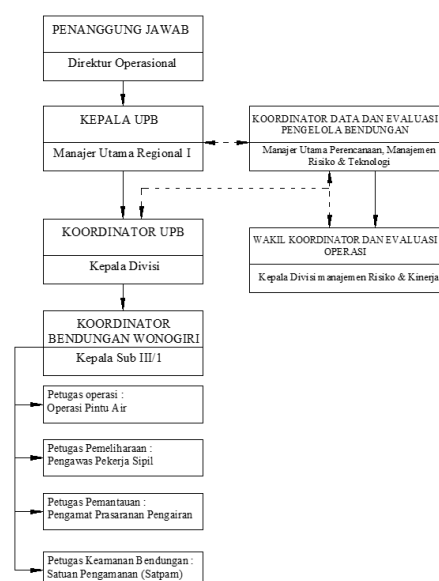 PENANGGUNG JAWAB
Direktur Operasional
KEPALA UPB
Manajer Utama Regional I
KOORDINATOR DATA DAN EVALUASI
PENGELOLA BENDUNGAN
Manajer Utama Perencanaan, Manajemen
Risiko & Teknologi
KOORDINATOR UPB
Kepala Divisi
WAKIL KOORDINATOR DAN EVALUASI
OPERASI
Kepala Divisi manajemen Risiko & Kinerja
KOORDINATOR
BENDUNGAN WONOGIRI
Kepala Sub III/1
Petugas operasi :
Operasi Pintu Air
Petugas Pemeliharaan :
Pengawas Pekerja Sipil
Petugas Pemantauan :
Pengamat Prasaranan Pengairan
Petugas Keamanan Bendungan :
Satuan Pengamanan (Satpam)